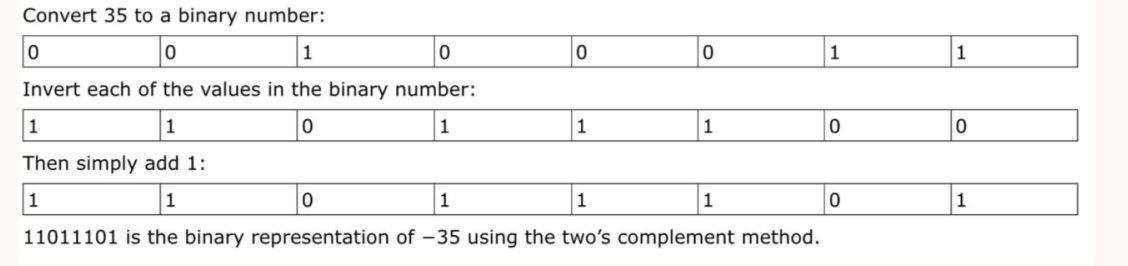 Convert 35 to a binary number:
0 0 1 0 0 0 1 1
Invert each of the values in the binary number:
1 1 0 1 1 1 0 0
Then simply add 1:
1 1 0 1 1 1 0 1
11011101 is the binary representation of −35 using the two’s complement method.